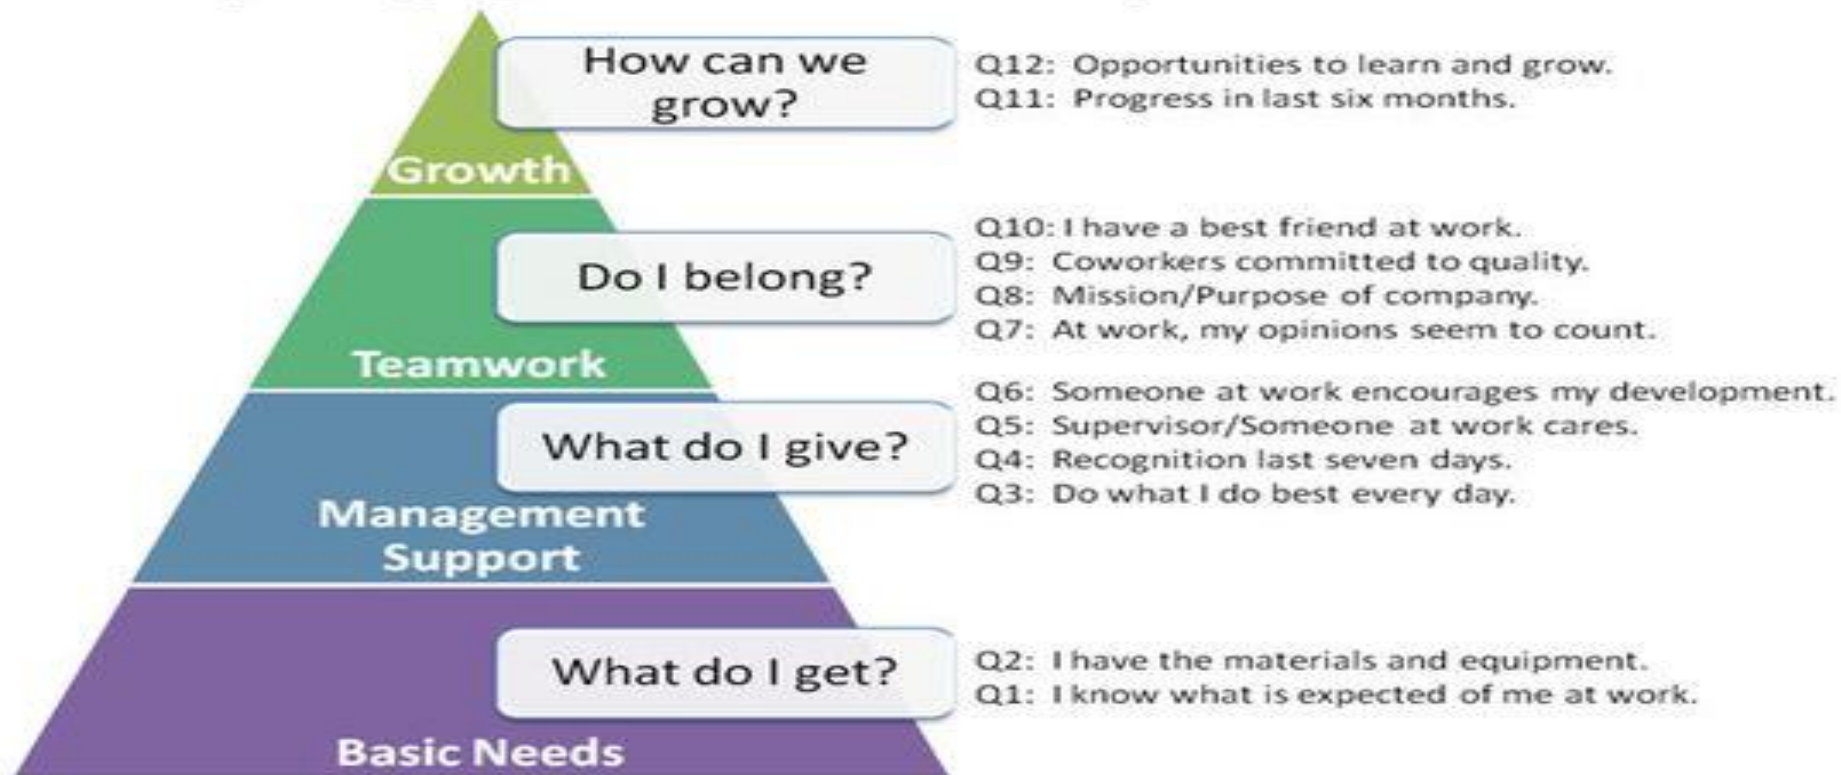 How can we
grow?
Q12: Opportunities to learn and grow.
Q11: Progress in last six months.
Growth
Q10: I have a best friend at work.
Q9: Coworkers committed to quality.
Q8: Mission/Purpose of company.
Q7: At work, my opinions seem to count.
Do I belong?
Teamwork
Q6: Someone at work encourages my development.
Q5: Supervisor/Someone at work cares.
Q4: Recognition last seven days.
Q3: Do what I do best every day.
What do I give?
Management
Support
What do I get?
Q2: I have the materials and equipment.
Q1: I know what is expected of me at work.
Basic Needs